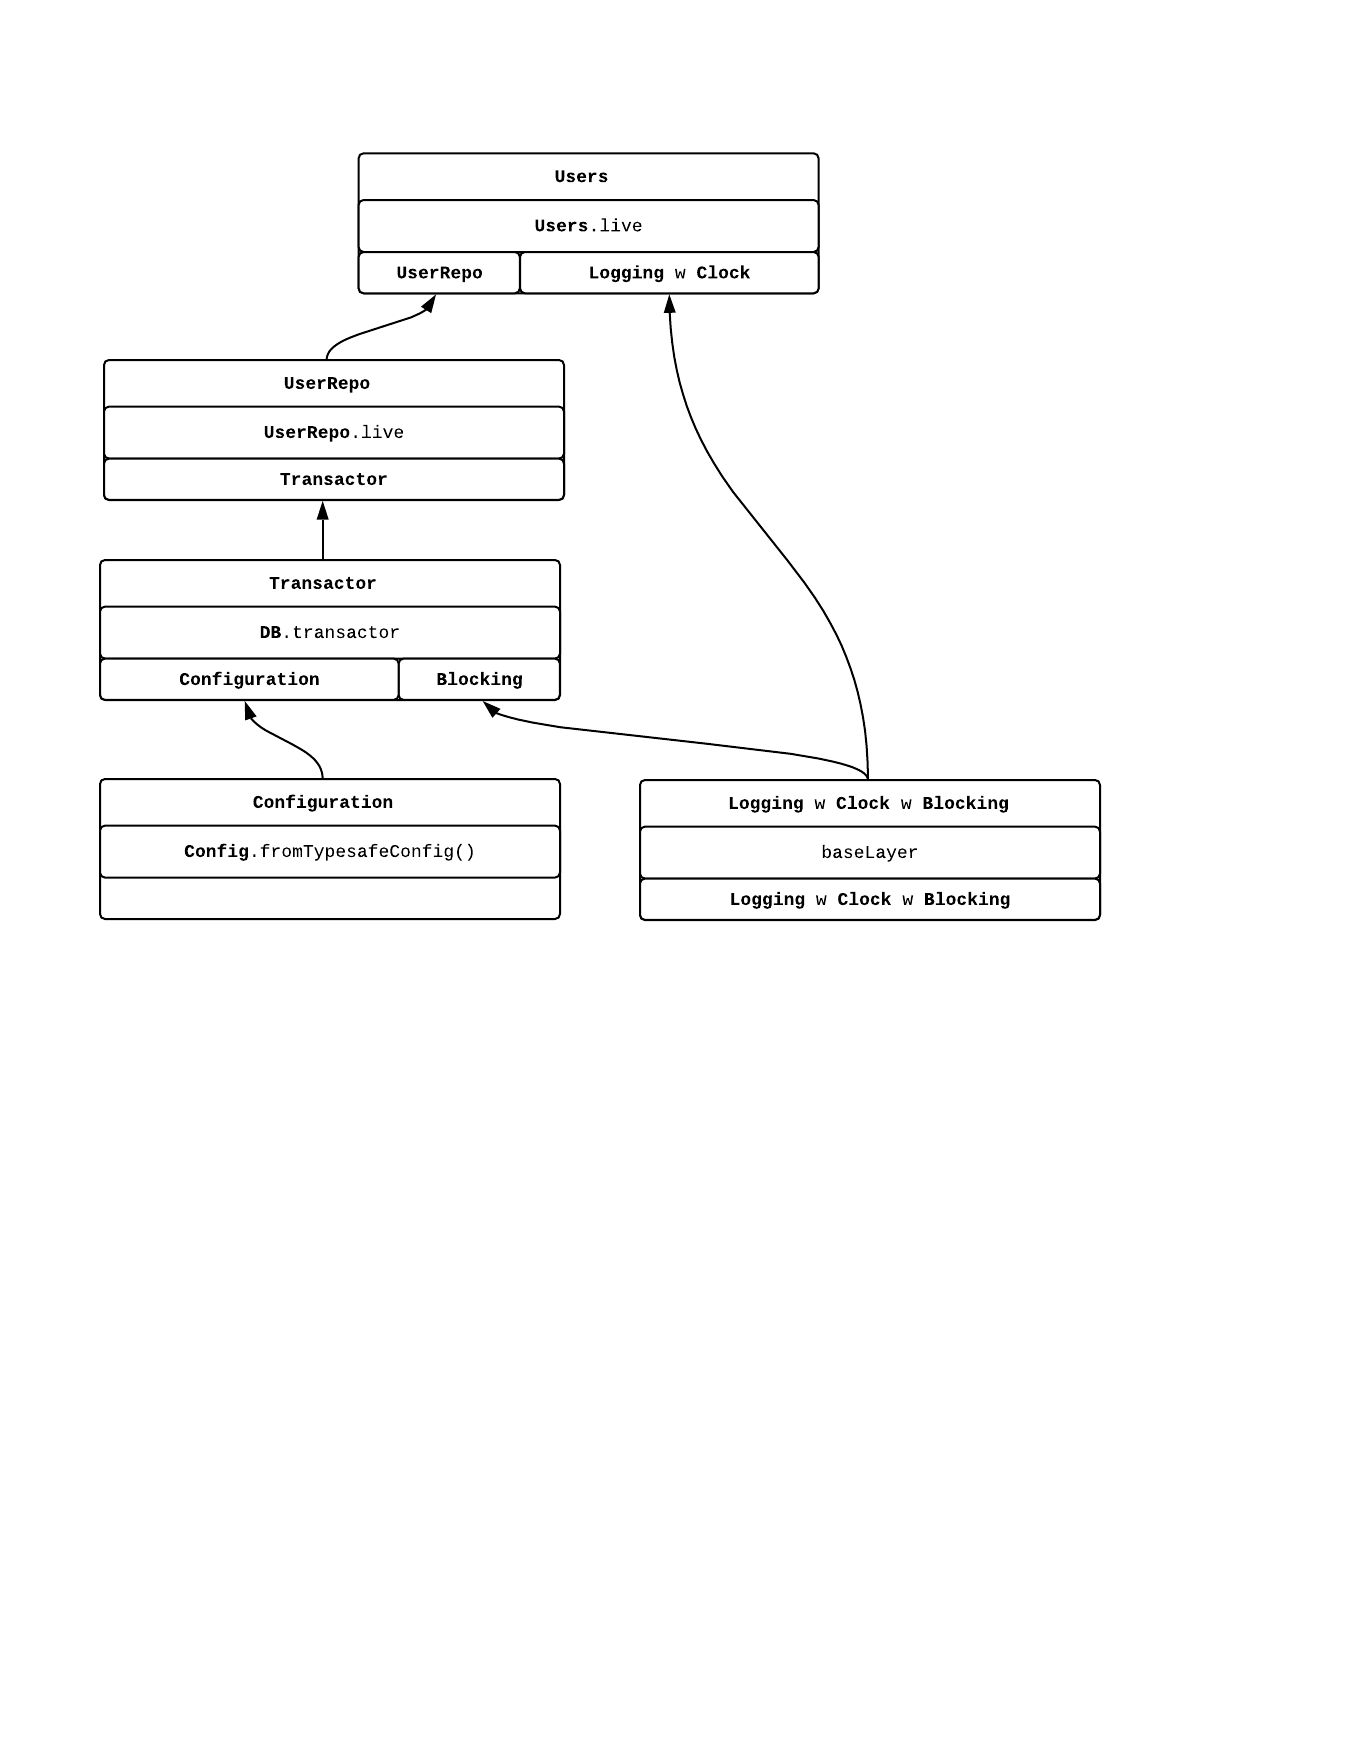 Users
Users.live
UserRepo
Logging w Clock
UserRepo
UserRepo.live
Transactor
Transactor
DB.transactor
Configuration
Blocking
Configuration
Config.fromTypesafeConfig()
Logging w Clock w Blocking
baseLayer
Logging w Clock w Blocking